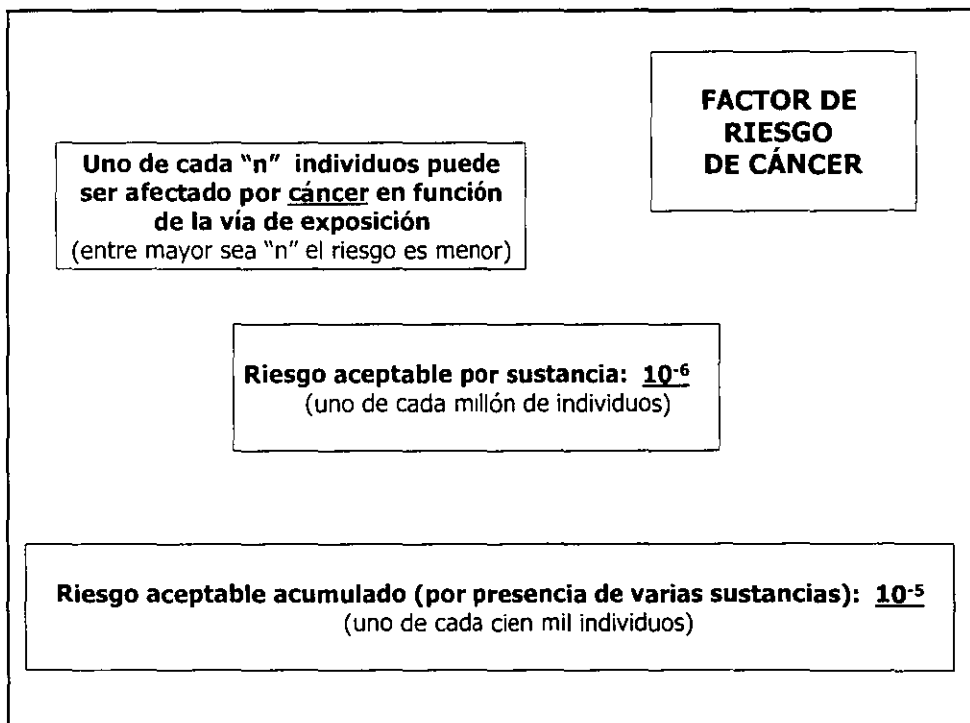 FACTOR DE
RIESGO
DE CÁNCER
Uno de cada "n" individuos puede
ser afectado por cáncer en función
de la vía de exposición
(entre mayor sea "n" el riesgo es menor)
Riesgo aceptable por sustancia: 10⁻⁶
(uno de cada millón de individuos)
Riesgo aceptable acumulado (por presencia de varias sustancias): 10⁻⁵
(uno de cada cien mil individuos)